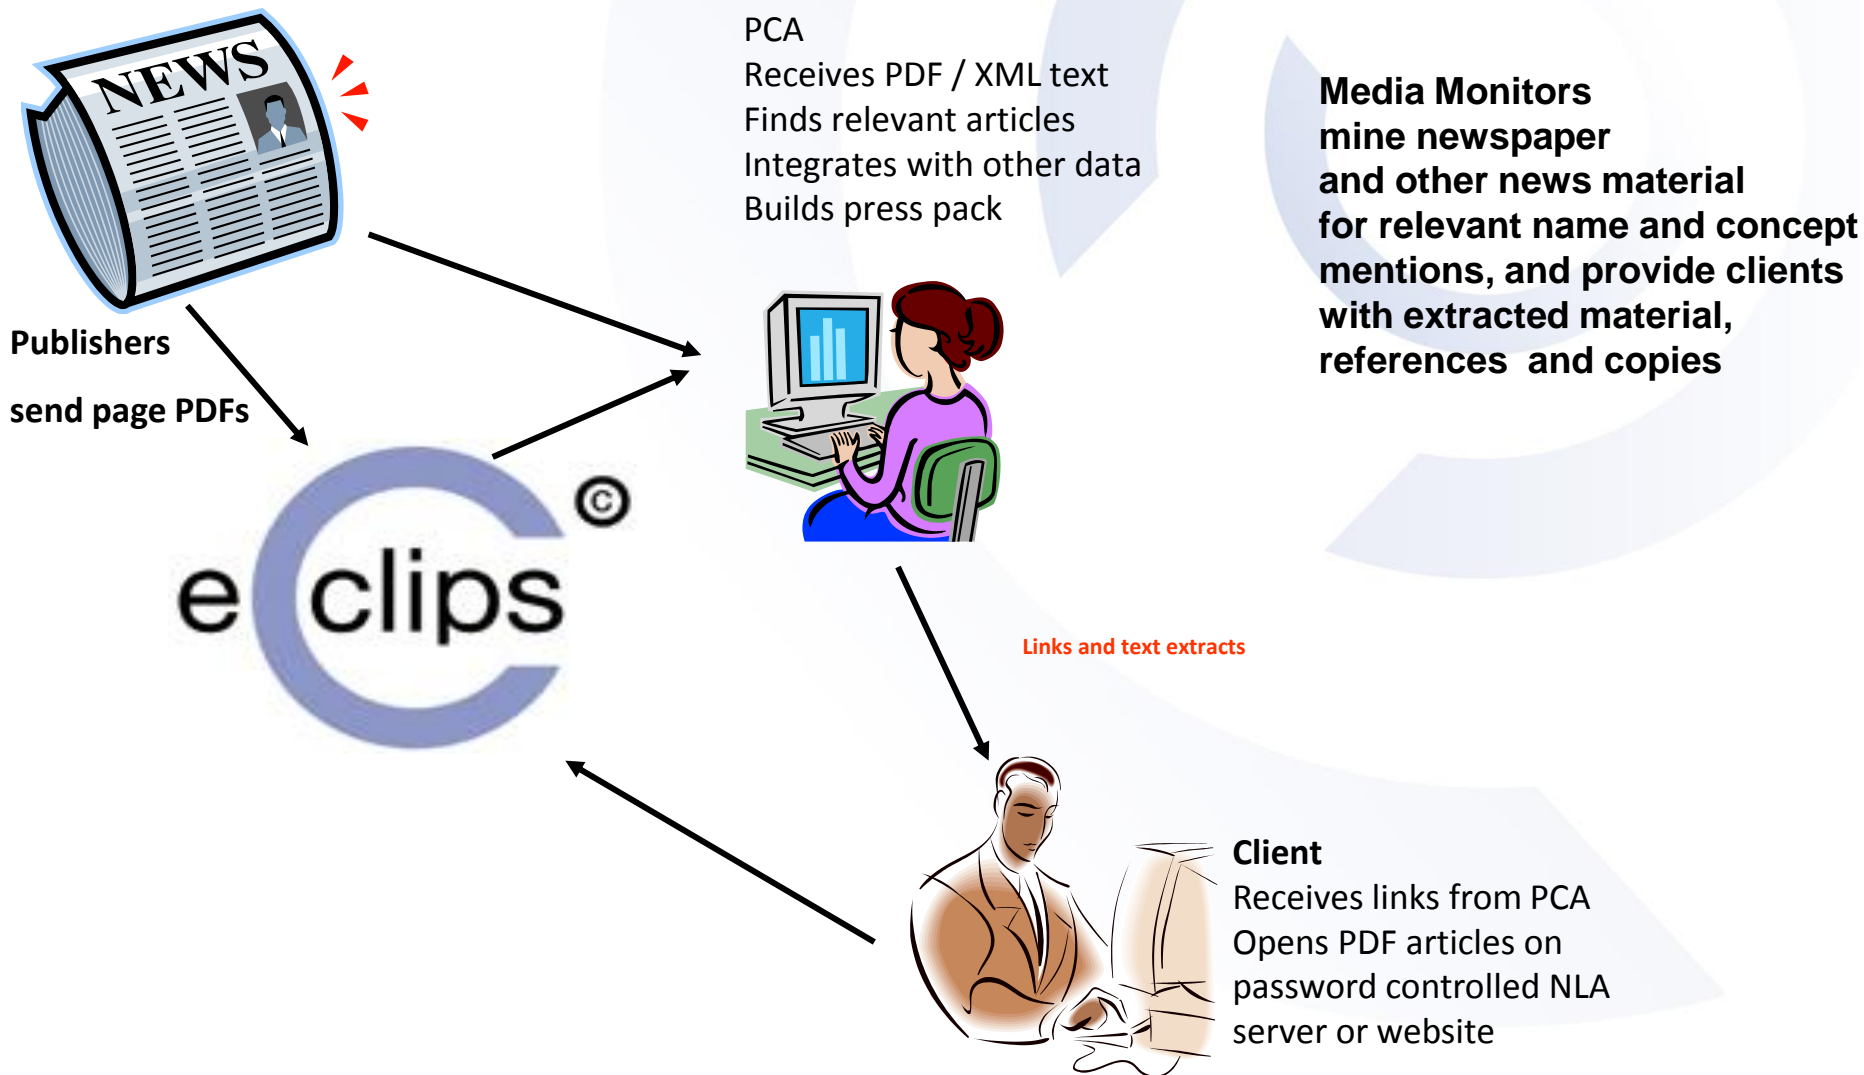 NEWS
PCA
Receives PDF / XML text
Finds relevant articles
Integrates with other data
Builds press pack
Media Monitors
mine newspaper
and other news material
for relevant name and concept
mentions, and provide clients
with extracted material,
references  and copies
Publishers
send page PDFs
©
e clips
Links and text extracts
Client
Receives links from PCA
Opens PDF articles on
password controlled NLA
server or website